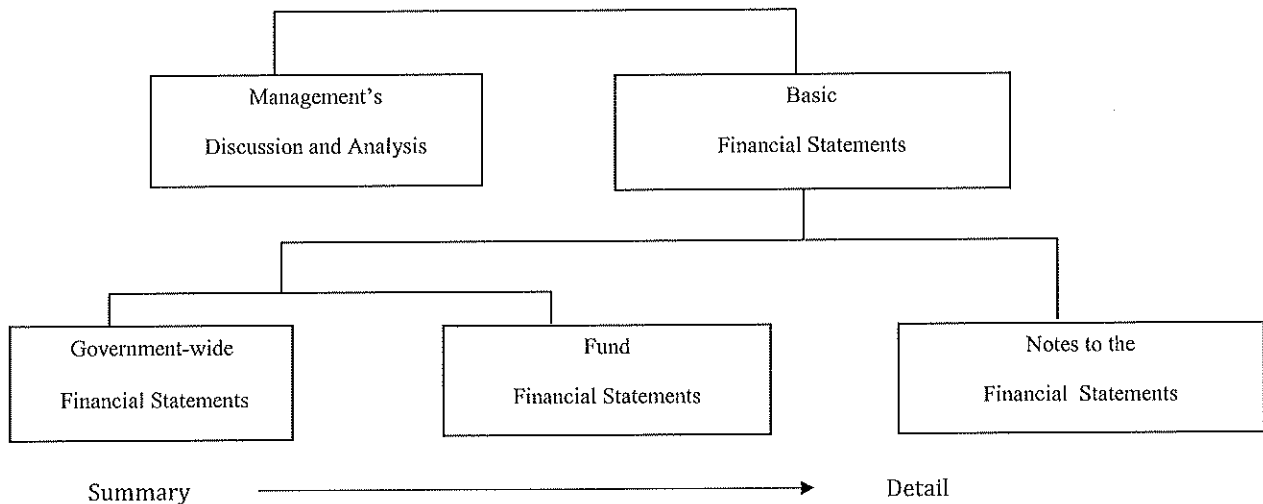 Management's
Discussion and Analysis
Basic
Financial Statements
Government-wide
Financial Statements
Fund
Financial Statements
Notes to the
Financial Statements
Summary
Detail